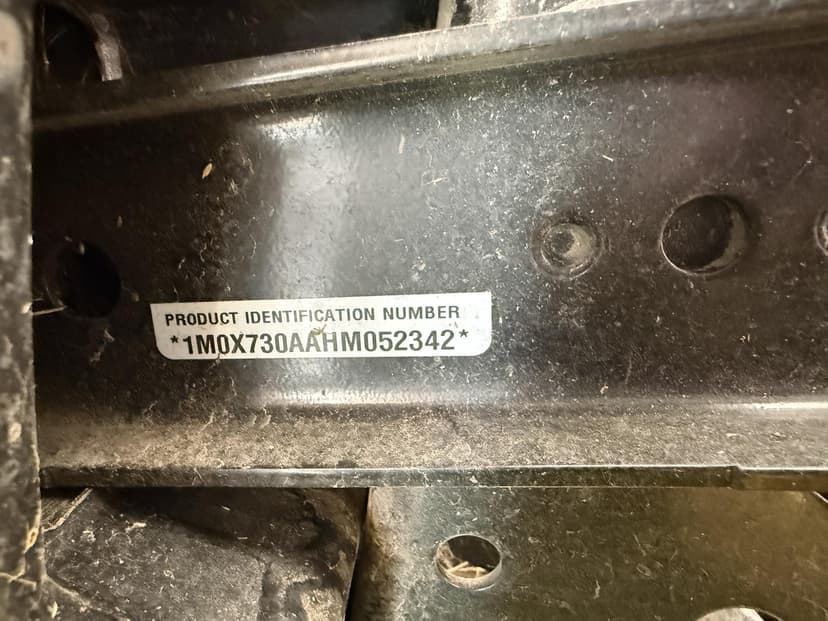 PRODUCT IDENTIFICATION NUMBER
*1M0X730AAHM052342*